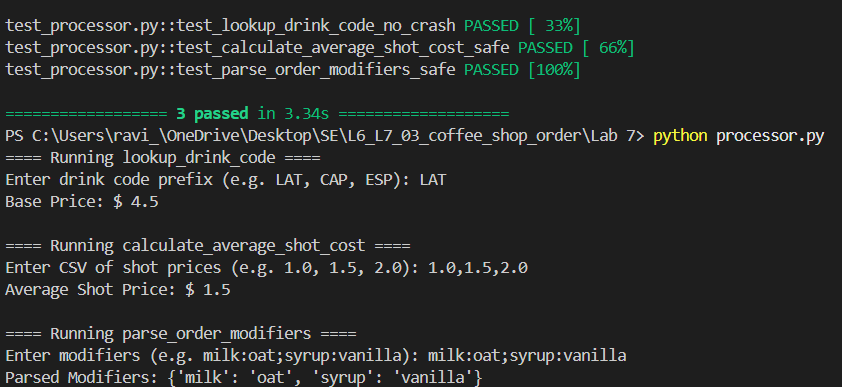 test_processor.py::test_lookup_drink_code_no_crash PASSED [ 33%]
test_processor.py::test_calculate_average_shot_cost_safe PASSED [ 66%]
test_processor.py::test_parse_order_modifiers_safe PASSED [100%]
================== 3 passed in 3.34s ===================
PS C:\Users\ravi_\OneDrive\Desktop\SE\L6_L7_03_coffee_shop_order\Lab 7> python processor.py
==== Running lookup_drink_code ====
Enter drink code prefix (e.g. LAT, CAP, ESP): LAT
Base Price: $ 4.5
==== Running calculate_average_shot_cost ====
Enter CSV of shot prices (e.g. 1.0, 1.5, 2.0): 1.0,1.5,2.0
Average Shot Price: $ 1.5
==== Running parse_order_modifiers ====
Enter modifiers (e.g. milk:oat;syrup:vanilla): milk:oat;syrup:vanilla
Parsed Modifiers: {'milk': 'oat', 'syrup': 'vanilla'}